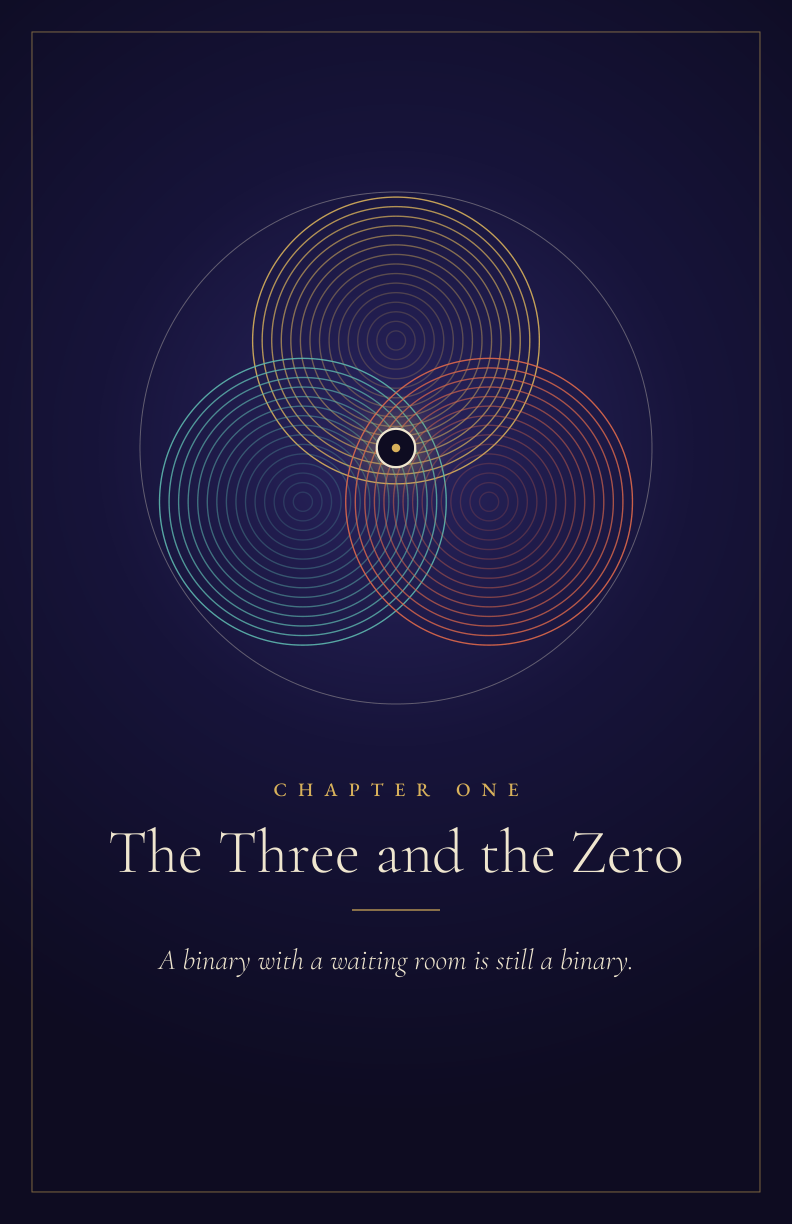 CHAPTER ONE
The Three and the Zero
A binary with a waiting room is still a binary.